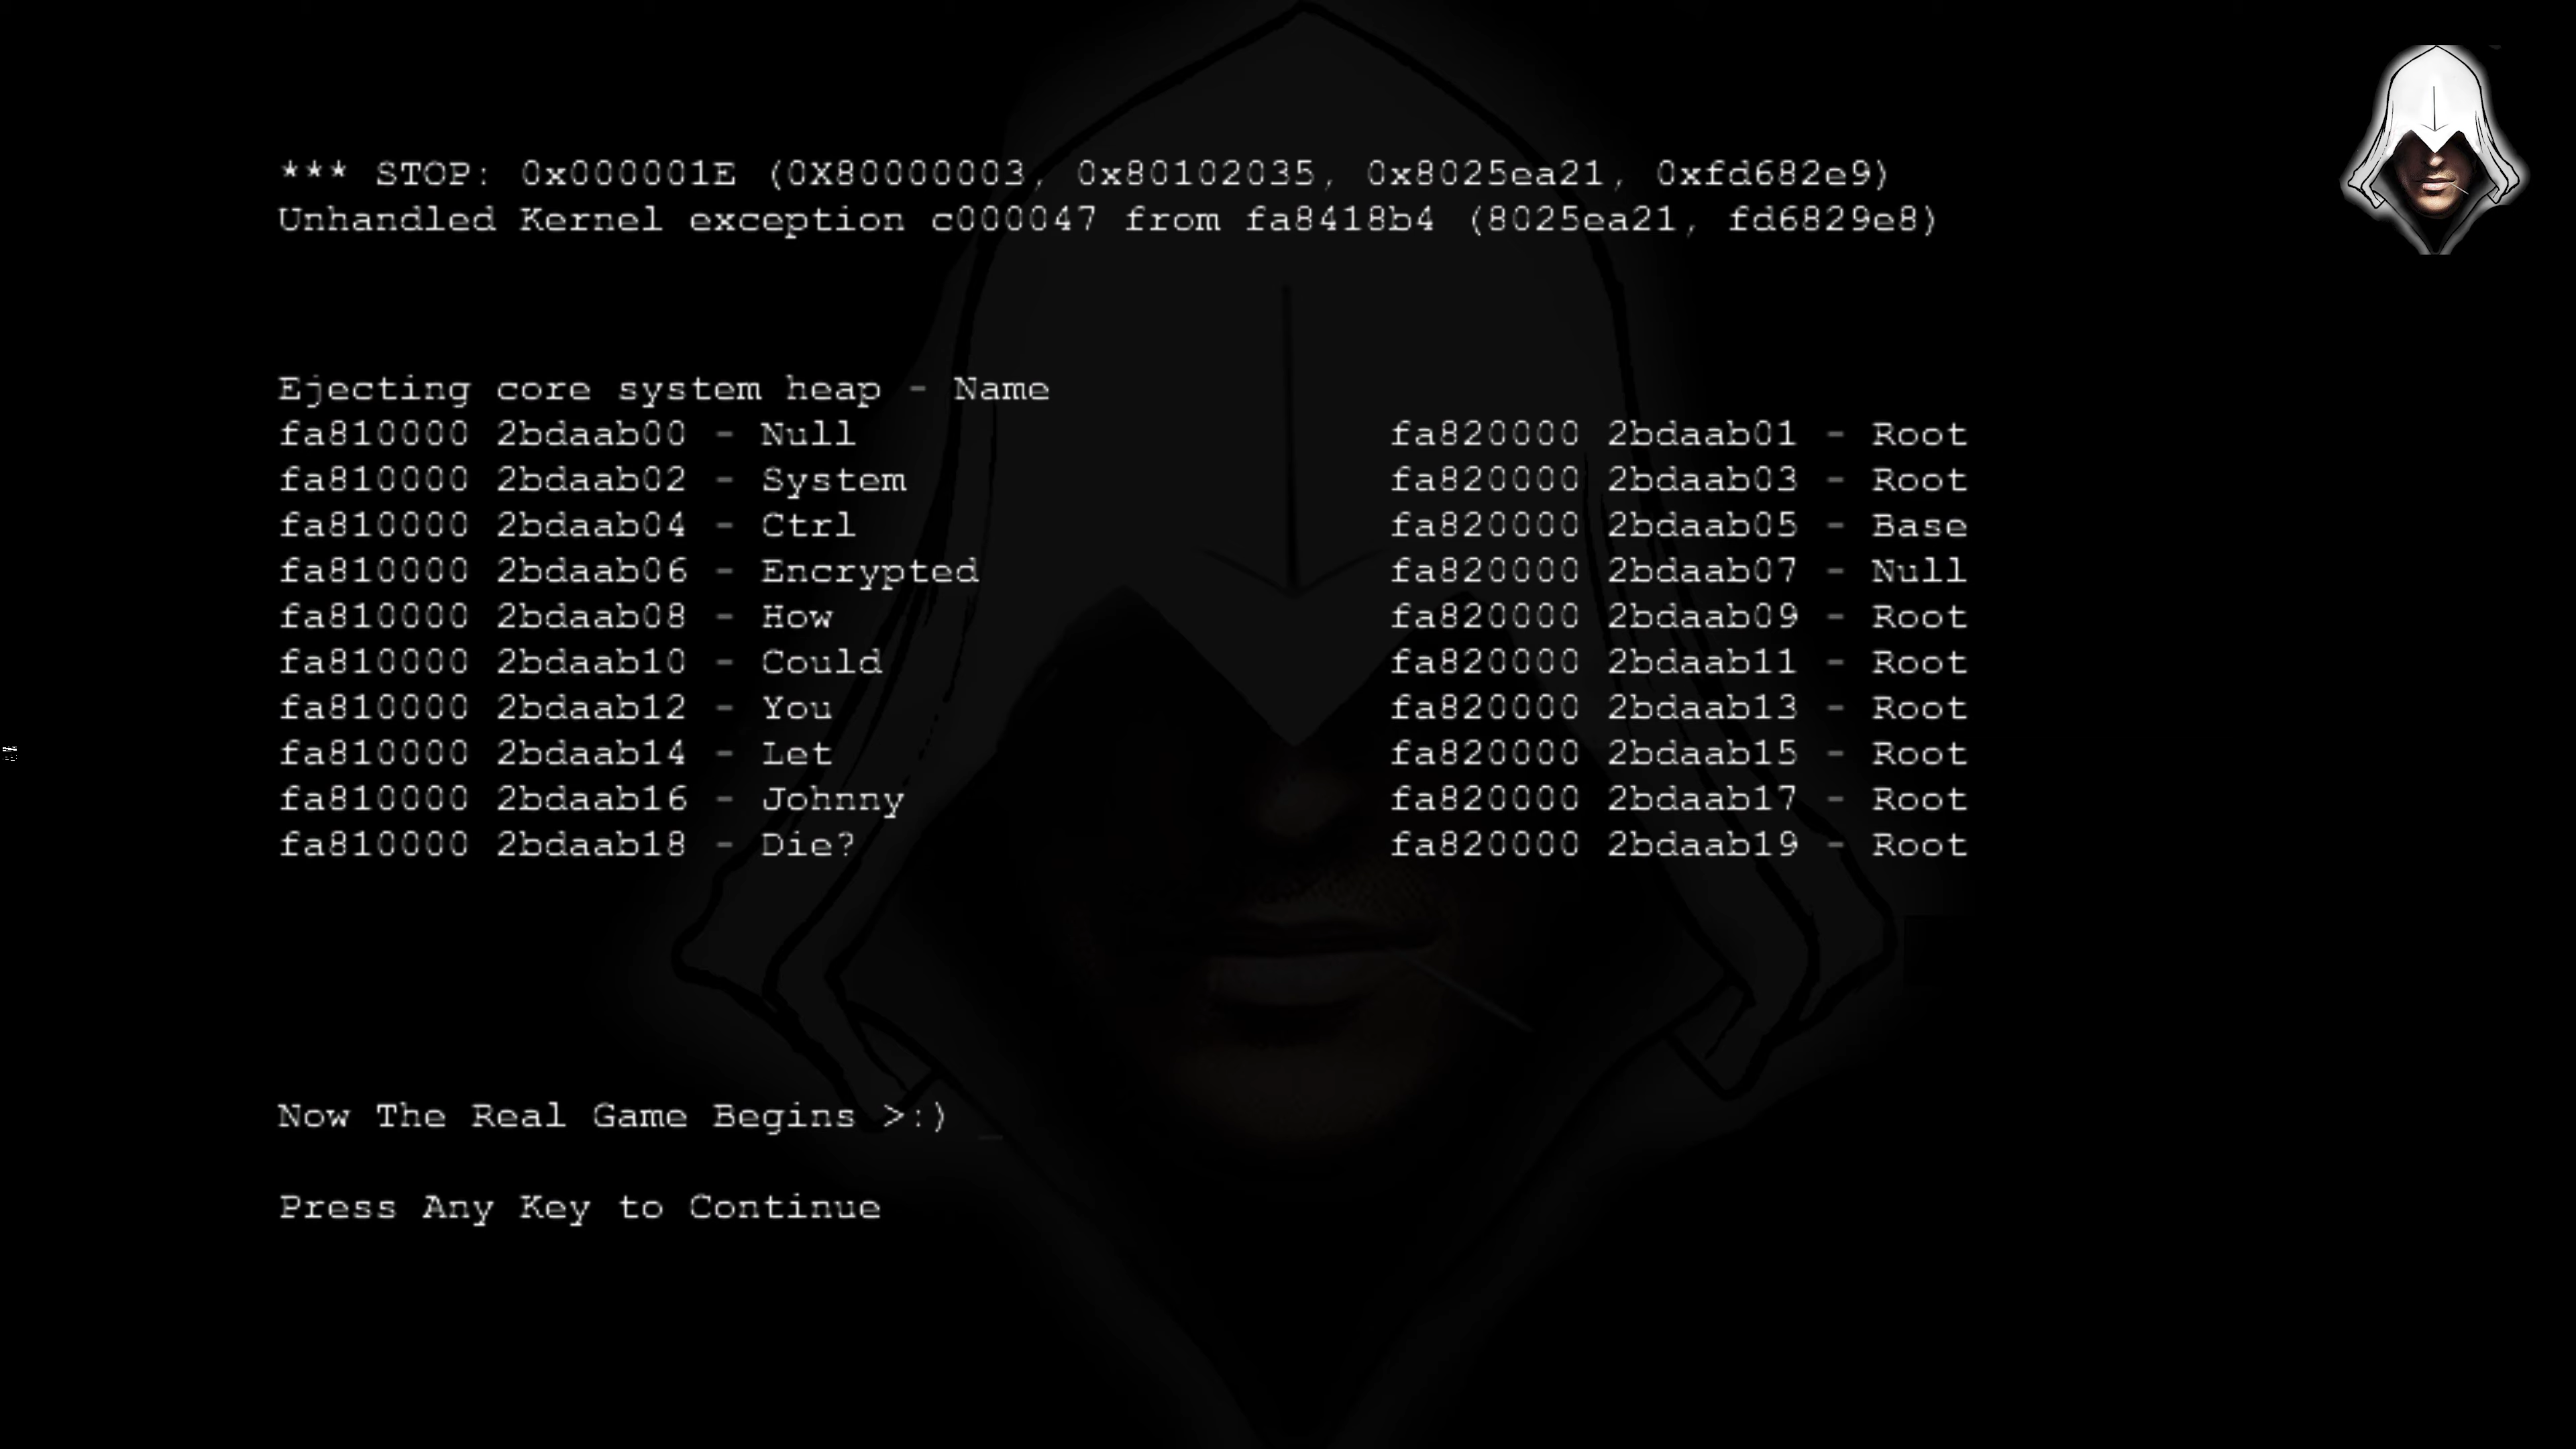 *** STOP: 0x000001E (0X80000003, 0x80102035, 0x8025ea21, 0xfd682e9)
Unhandled Kernel exception c000047 from fa8418b4 (8025ea21, fd6829e8)
Ejecting core system heap - Name
fa810000 2bdaab00 - Null fa820000 2bdaab01 - Root
fa810000 2bdaab02 - System fa820000 2bdaab03 - Root
fa810000 2bdaab04 - Ctrl fa820000 2bdaab05 - Base
fa810000 2bdaab06 - Encrypted fa820000 2bdaab07 - Null
fa810000 2bdaab08 - How fa820000 2bdaab09 - Root
fa810000 2bdaab10 - Could fa820000 2bdaab11 - Root
fa810000 2bdaab12 - You fa820000 2bdaab13 - Root
fa810000 2bdaab14 - Let fa820000 2bdaab15 - Root
fa810000 2bdaab16 - Johnny fa820000 2bdaab17 - Root
fa810000 2bdaab18 - Die? fa820000 2bdaab19 - Root
Now The Real Game Begins >:) _
Press Any Key to Continue